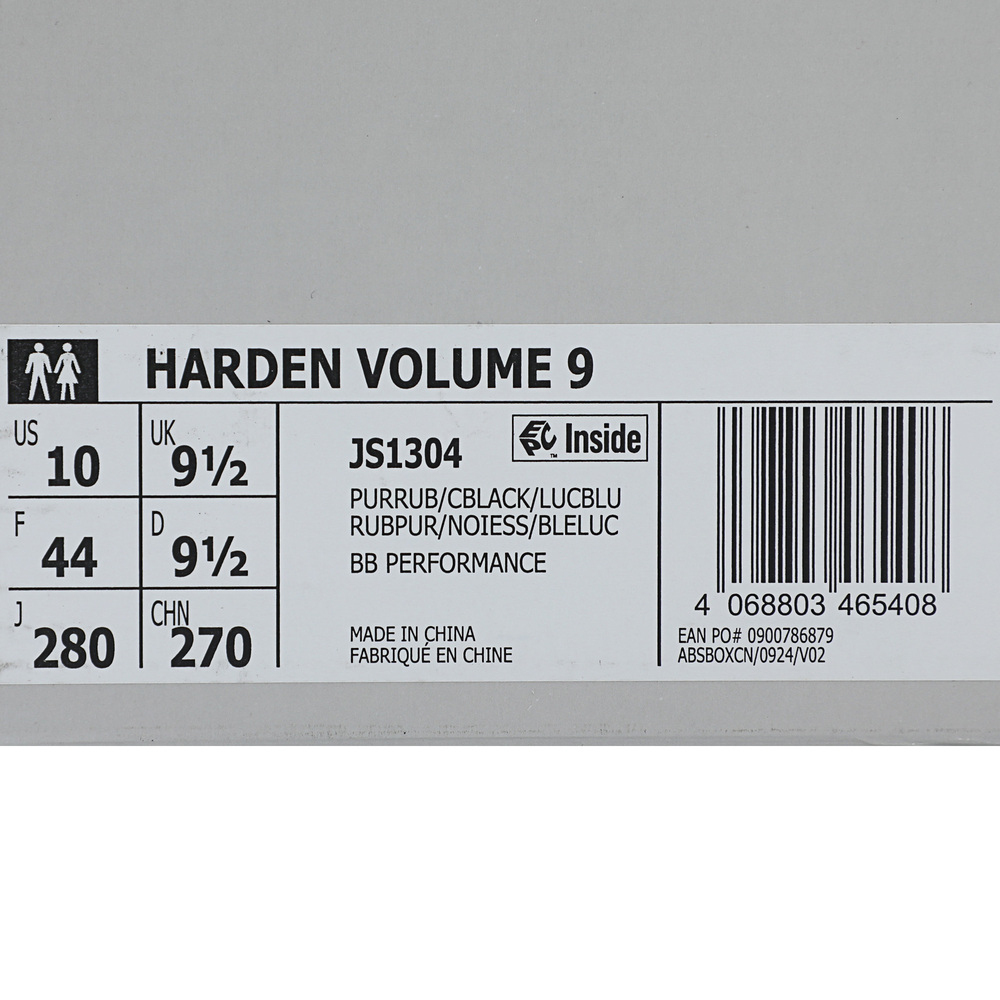 HARDEN VOLUME 9
US 10
UK 9½
F 44
D 9½
J 280
CHN 270
JS1304
EPC™ Inside
PURRUB/CBLACK/LUCBLU
RUBPUR/NOIESS/BLELUC
BB PERFORMANCE
MADE IN CHINA
FABRIQUÉ EN CHINE
4 068803 465408
EAN PO# 0900786879
ABSBOXCN/0924/V02